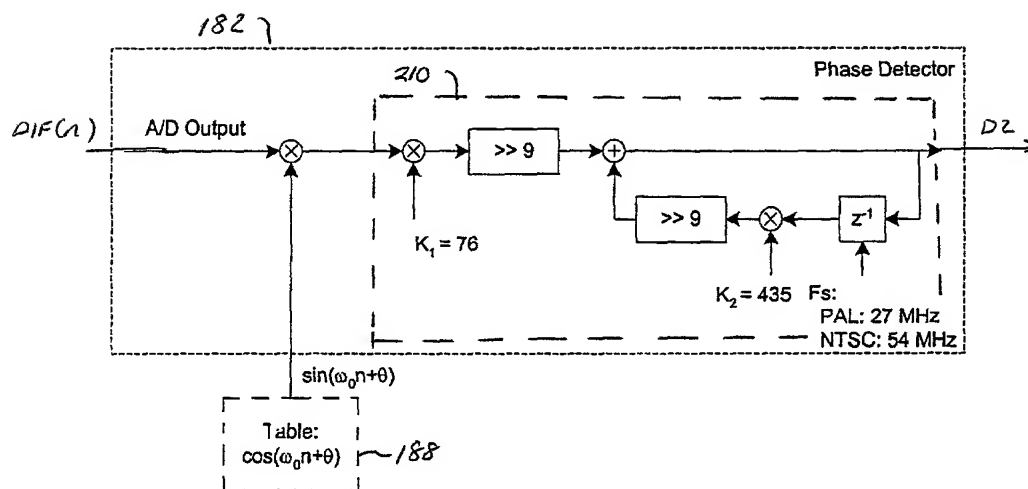 182
210
Phase Detector
DIF(n)
A/D Output
D2
>> 9
>> 9
z⁻¹
K₁ = 76
K₂ = 435
Fs:
PAL: 27 MHz
NTSC: 54 MHz
sin(ω₀n+θ)
Table:
cos(ω₀n+θ)
188